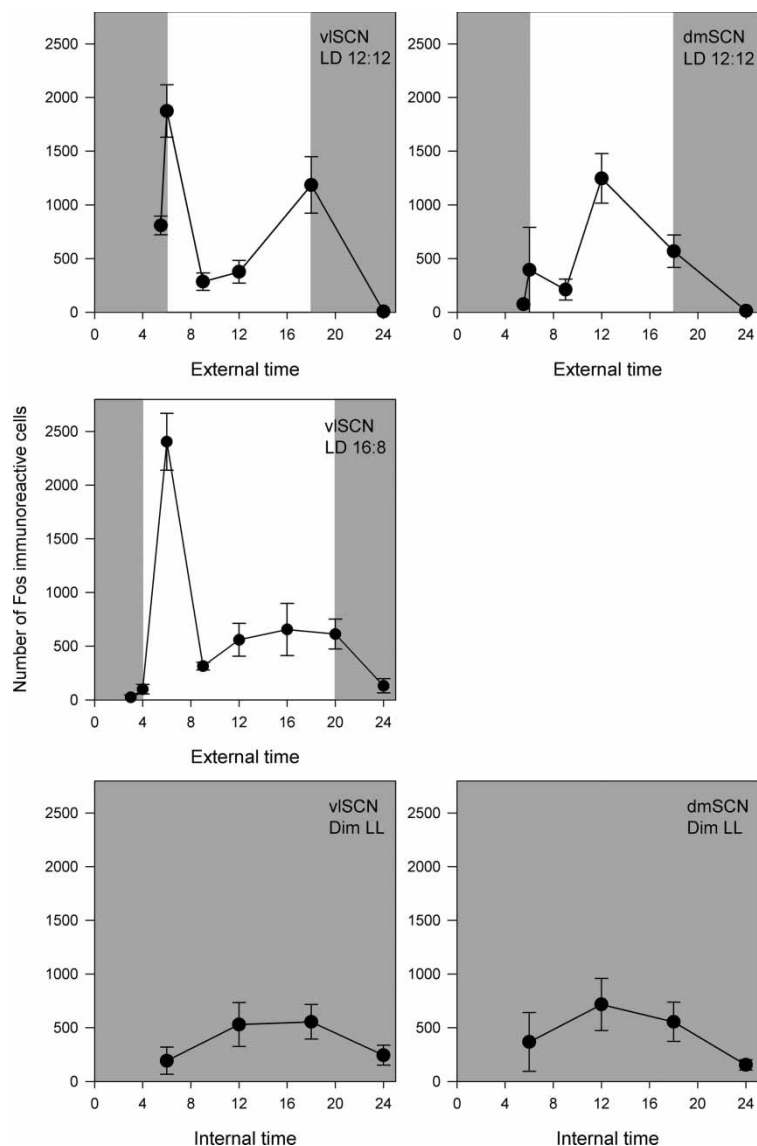 vlSCN
LD 12:12
2500
2000
1500
1000
500
0
0 4 8 12 16 20 24
External time
dmSCN
LD 12:12
2500
2000
1500
1000
500
0
0 4 8 12 16 20 24
External time
Number of Fos immunoreactive cells
vlSCN
LD 16:8
2500
2000
1500
1000
500
0
0 4 8 12 16 20 24
External time
vlSCN
Dim LL
2500
2000
1500
1000
500
0
0 4 8 12 16 20 24
Internal time
dmSCN
Dim LL
2500
2000
1500
1000
500
0
0 4 8 12 16 20 24
Internal time